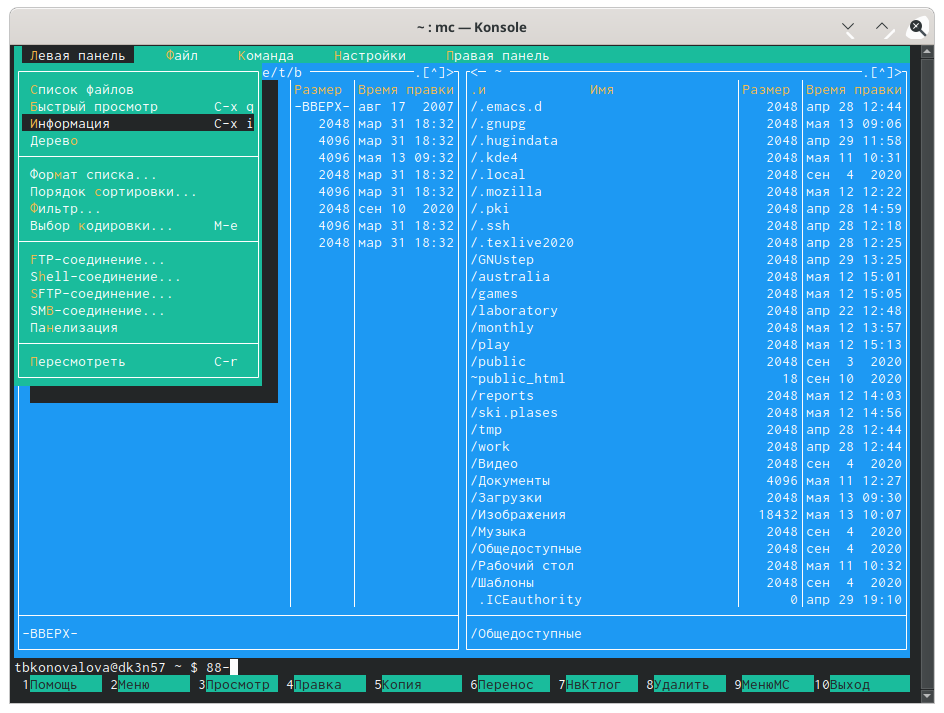 ~ : mc — Konsole
Левая панель Файл Команда Настройки Правая панель
e/t/b .[^]> <— ~ .[^]>
Список файлов Размер Время правки .и Имя Размер Время правки
Быстрый просмотр C-x q -ВВЕРХ- авг 17 2007 /.emacs.d 2048 апр 28 12:44
Информация C-x i 2048 мар 31 18:32 /.gnupg 2048 мая 13 09:06
Дерево 4096 мар 31 18:32 /.hugindata 2048 апр 29 11:58
4096 мая 13 09:32 /.kde4 2048 мая 11 10:31
Формат списка... 2048 мар 31 18:32 /.local 2048 сен 4 2020
Порядок сортировки... 4096 мар 31 18:32 /.mozilla 2048 мая 12 12:22
Фильтр... 2048 сен 10 2020 /.pki 2048 апр 28 14:59
Выбор кодировки... M-e 4096 мар 31 18:32 /.ssh 2048 апр 28 12:18
2048 мар 31 18:32 /.texlive2020 2048 апр 28 12:25
FTP-соединение... /GNUstep 2048 апр 29 13:25
Shell-соединение... /australia 2048 мая 12 15:01
SFTP-соединение... /games 2048 мая 12 15:05
SMB-соединение... /laboratory 2048 апр 22 12:48
Панелизация /monthly 2048 мая 12 13:57
/play 2048 мая 12 15:13
Пересмотреть C-r /public 2048 сен 3 2020
~public_html 18 сен 10 2020
/reports 2048 мая 12 14:03
/ski.plases 2048 мая 12 14:56
/tmp 2048 апр 28 12:44
/work 2048 апр 28 12:44
/Видео 2048 сен 4 2020
/Документы 4096 мая 11 12:27
/Загрузки 2048 мая 13 09:30
/Изображения 18432 мая 13 10:07
/Музыка 2048 сен 4 2020
/Общедоступные 2048 сен 4 2020
/Рабочий стол 2048 мая 11 10:32
/Шаблоны 2048 сен 4 2020
.ICEauthority 0 апр 29 19:10
-ВВЕРХ- /Общедоступные
tbkonovalova@dk3n57 ~ $ 88-
1Помощь 2Меню 3Просмотр 4Правка 5Копия 6Перенос 7НвКтлог 8Удалить 9МенюMC 10Выход